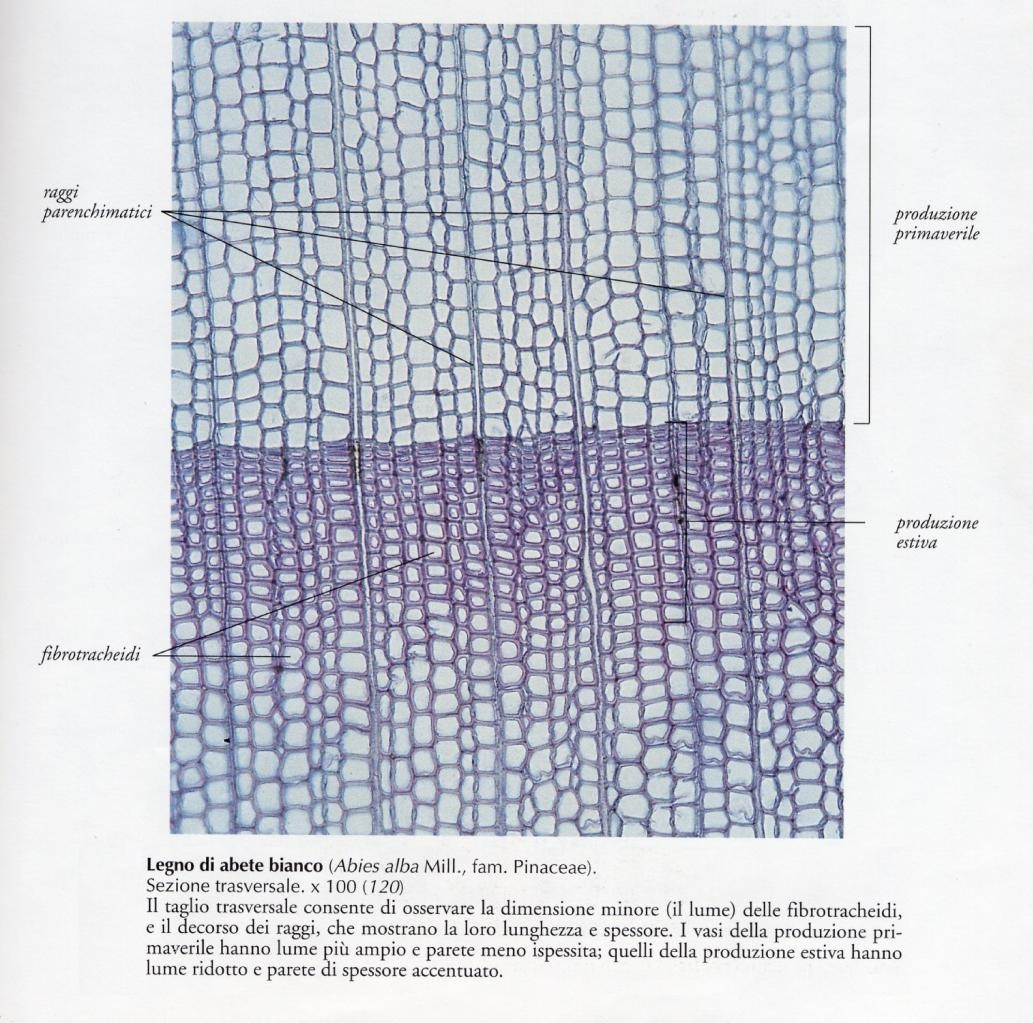 raggi
parenchimatici
produzione
primaverile
produzione
estiva
fibrotracheidi
Legno di abete bianco (Abies alba Mill., fam. Pinaceae).
Sezione trasversale. x 100 (120)
Il taglio trasversale consente di osservare la dimensione minore (il lume) delle fibrotracheidi,
e il decorso dei raggi, che mostrano la loro lunghezza e spessore. I vasi della produzione pri-
maverile hanno lume più ampio e parete meno ispessita; quelli della produzione estiva hanno
lume ridotto e parete di spessore accentuato.